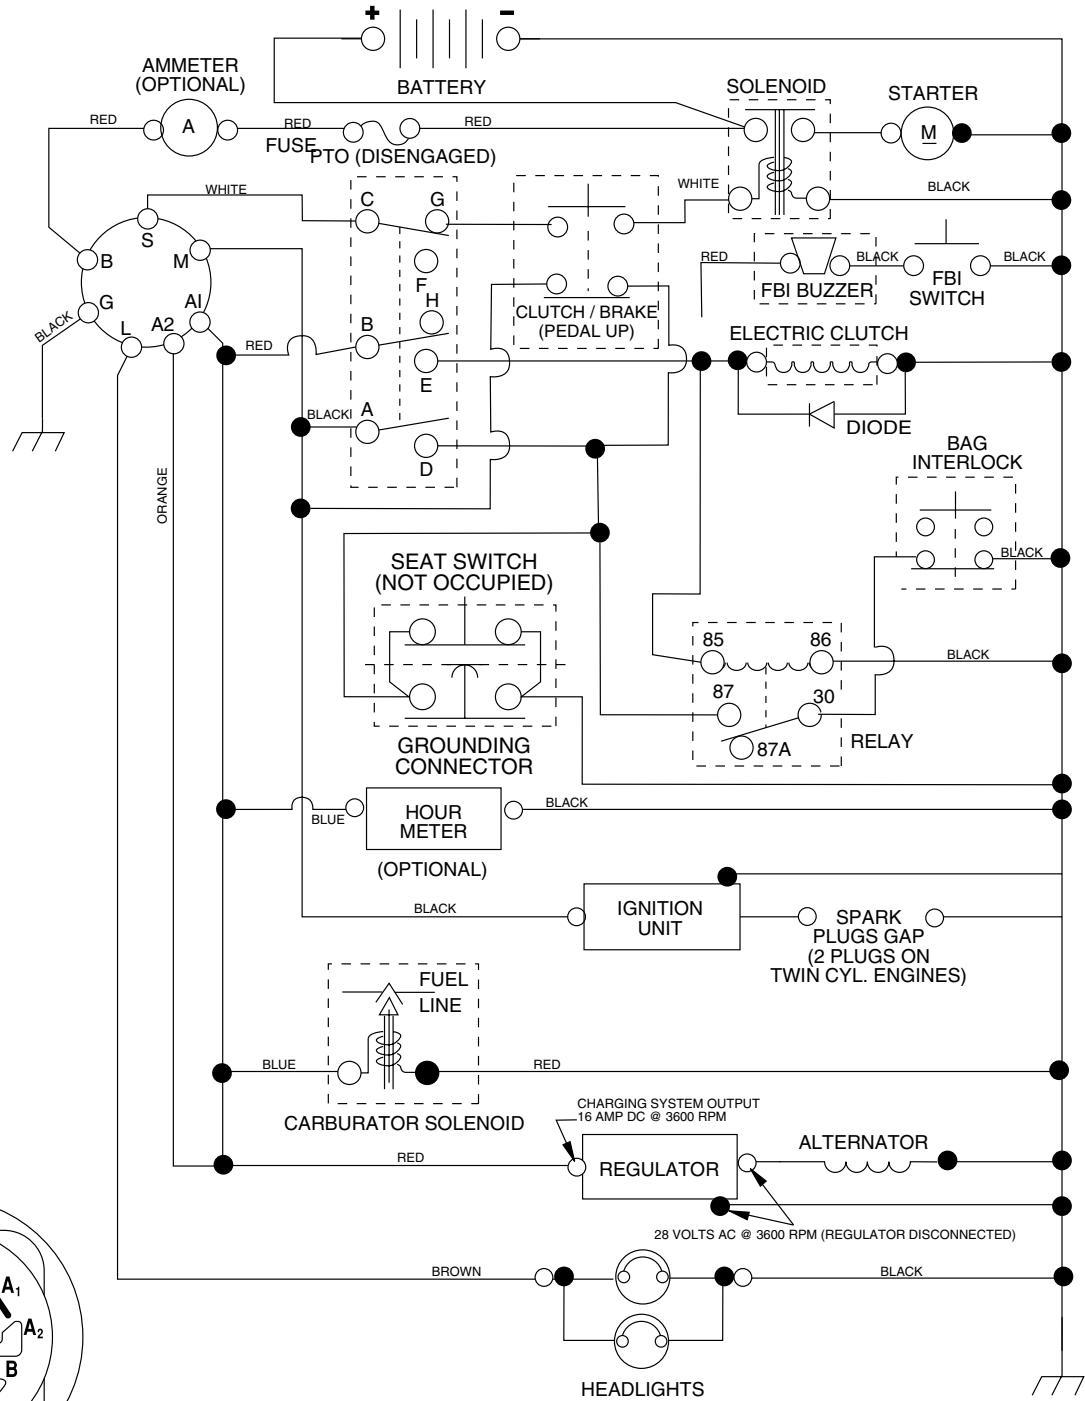 + -
BATTERY
AMMETER
(OPTIONAL)
SOLENOID
STARTER
RED
A
RED
FUSE
RED
M
PTO (DISENGAGED)
WHITE
C
G
WHITE
BLACK
S
B
M
F
RED
BLACK
BLACK
FBI BUZZER
FBI
SWITCH
CLUTCH / BRAKE
(PEDAL UP)
G
L
A2
A1
BLACK
H
B
RED
E
ELECTRIC CLUTCH
DIODE
BLACK
A
D
BAG
INTERLOCK
BLACK
ORANGE
SEAT SWITCH
(NOT OCCUPIED)
GROUNDING
CONNECTOR
85
86
BLACK
87
30
87A
RELAY
BLUE
HOUR
METER
BLACK
(OPTIONAL)
BLACK
IGNITION
UNIT
SPARK
PLUGS GAP
(2 PLUGS ON
TWIN CYL. ENGINES)
FUEL
LINE
BLUE
RED
CARBURATOR SOLENOID
CHARGING SYSTEM OUTPUT
16 AMP DC @ 3600 RPM
RED
REGULATOR
ALTERNATOR
28 VOLTS AC @ 3600 RPM (REGULATOR DISCONNECTED)
BROWN
BLACK
HEADLIGHTS
A1
A2
B